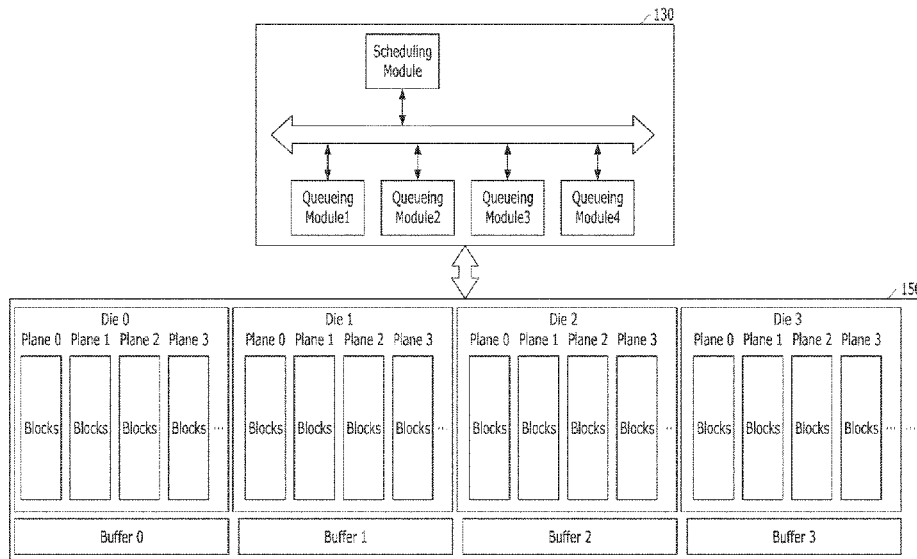 130
Scheduling
Module
Queueing
Module1
Queueing
Module2
Queueing
Module3
Queueing
Module4
Die 0
Die 1
Die 2
Die 3
Plane 0 Plane 1 Plane 2 Plane 3
Plane 0 Plane 1 Plane 2 Plane 3
Plane 0 Plane 1 Plane 2 Plane 3
Plane 0 Plane 1 Plane 2 Plane 3
Blocks Blocks Blocks Blocks ...
Blocks Blocks Blocks Blocks ...
Blocks Blocks Blocks Blocks ...
Blocks Blocks Blocks Blocks ... ...
Buffer 0
Buffer 1
Buffer 2
Buffer 3